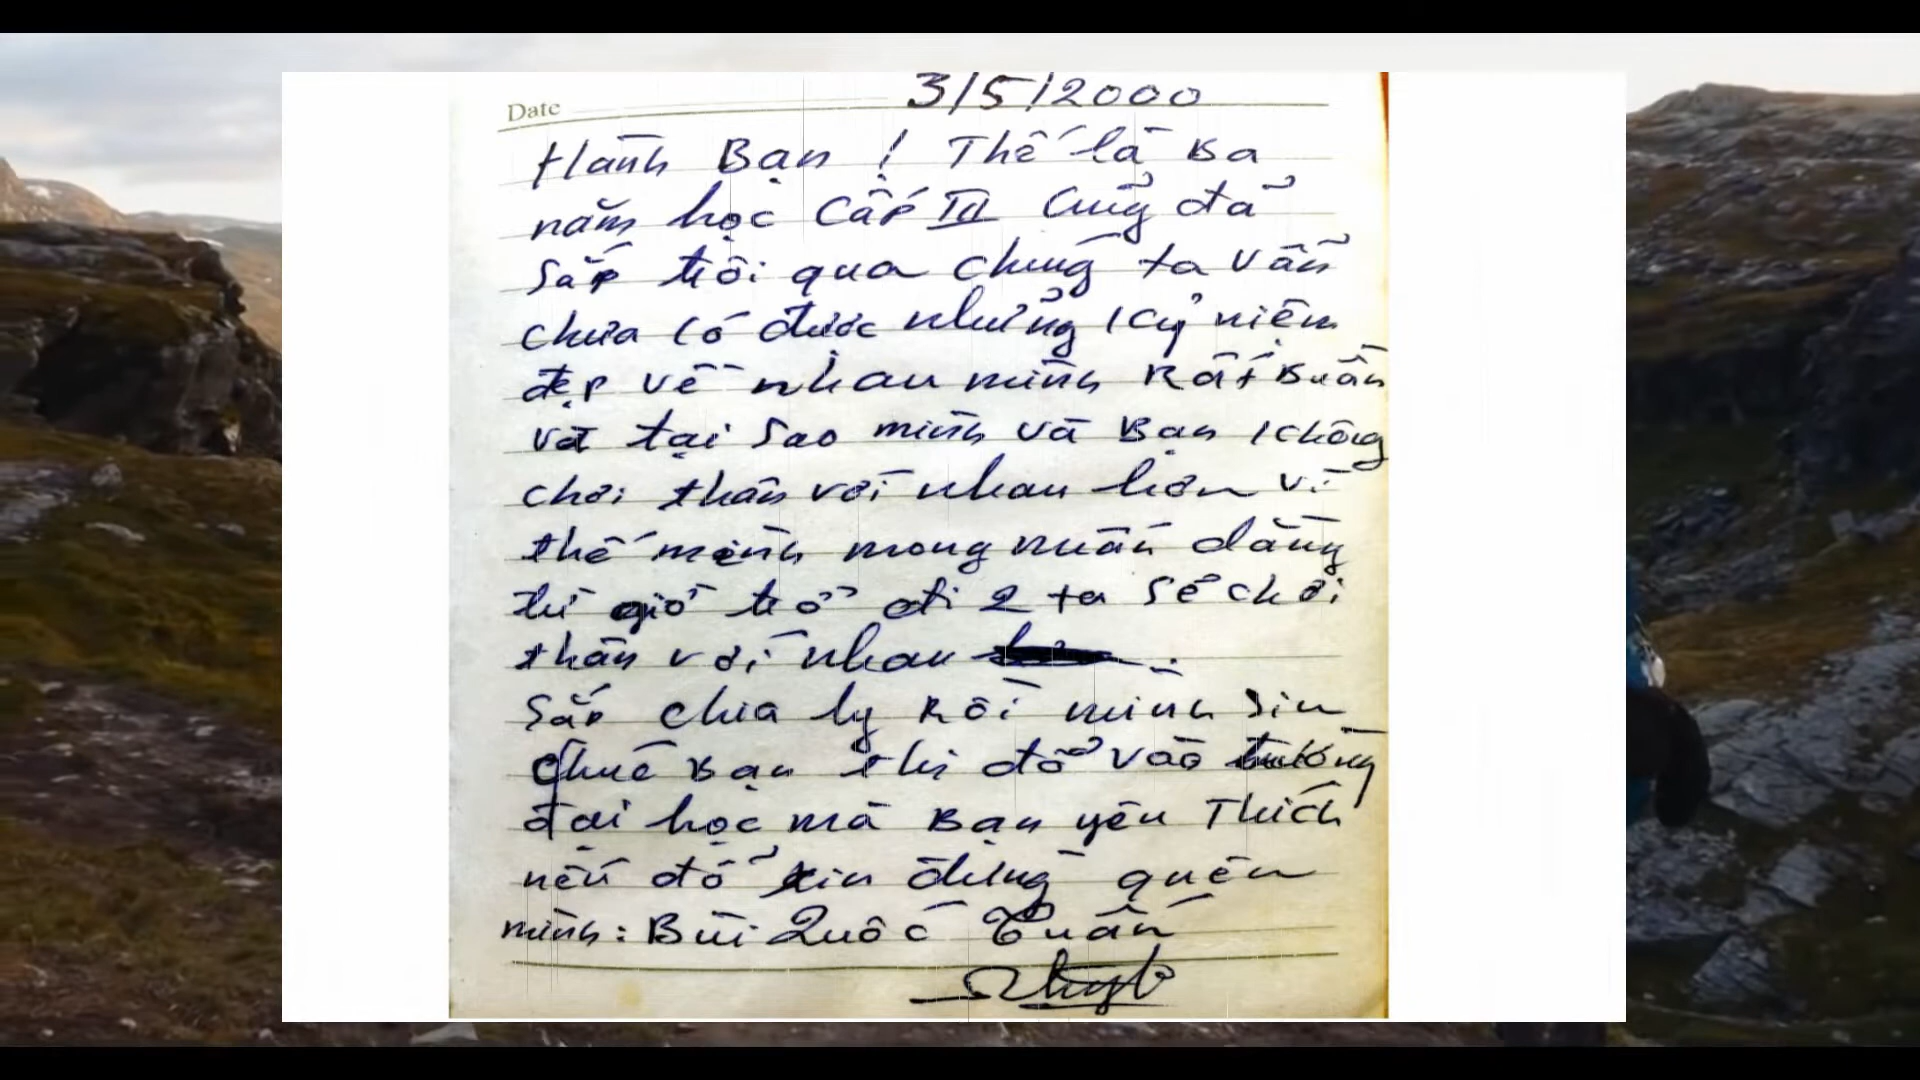 Date 3/5/2000
Hành Bạn ! Thế là Ba
năm học Cấp III Cũng đã
Sắp trôi qua chúng ta vẫn
chưa có được những kỷ niệm
đẹp về nhau mình Rất Buồn
và tại sao mình và Bạn không
chơi thân với nhau hơn vì
thế mình mong muốn dằng
từ giờ trở đi 2 ta sẽ chơi
thân với nhau
Sắp chia ly Rồi mình Sin
Chúc Bạn thi đỗ vào trường
đại học mà Bạn yêu Thích
nếu đỗ xin đừng quên
mình: Bùi Quốc Tuấn